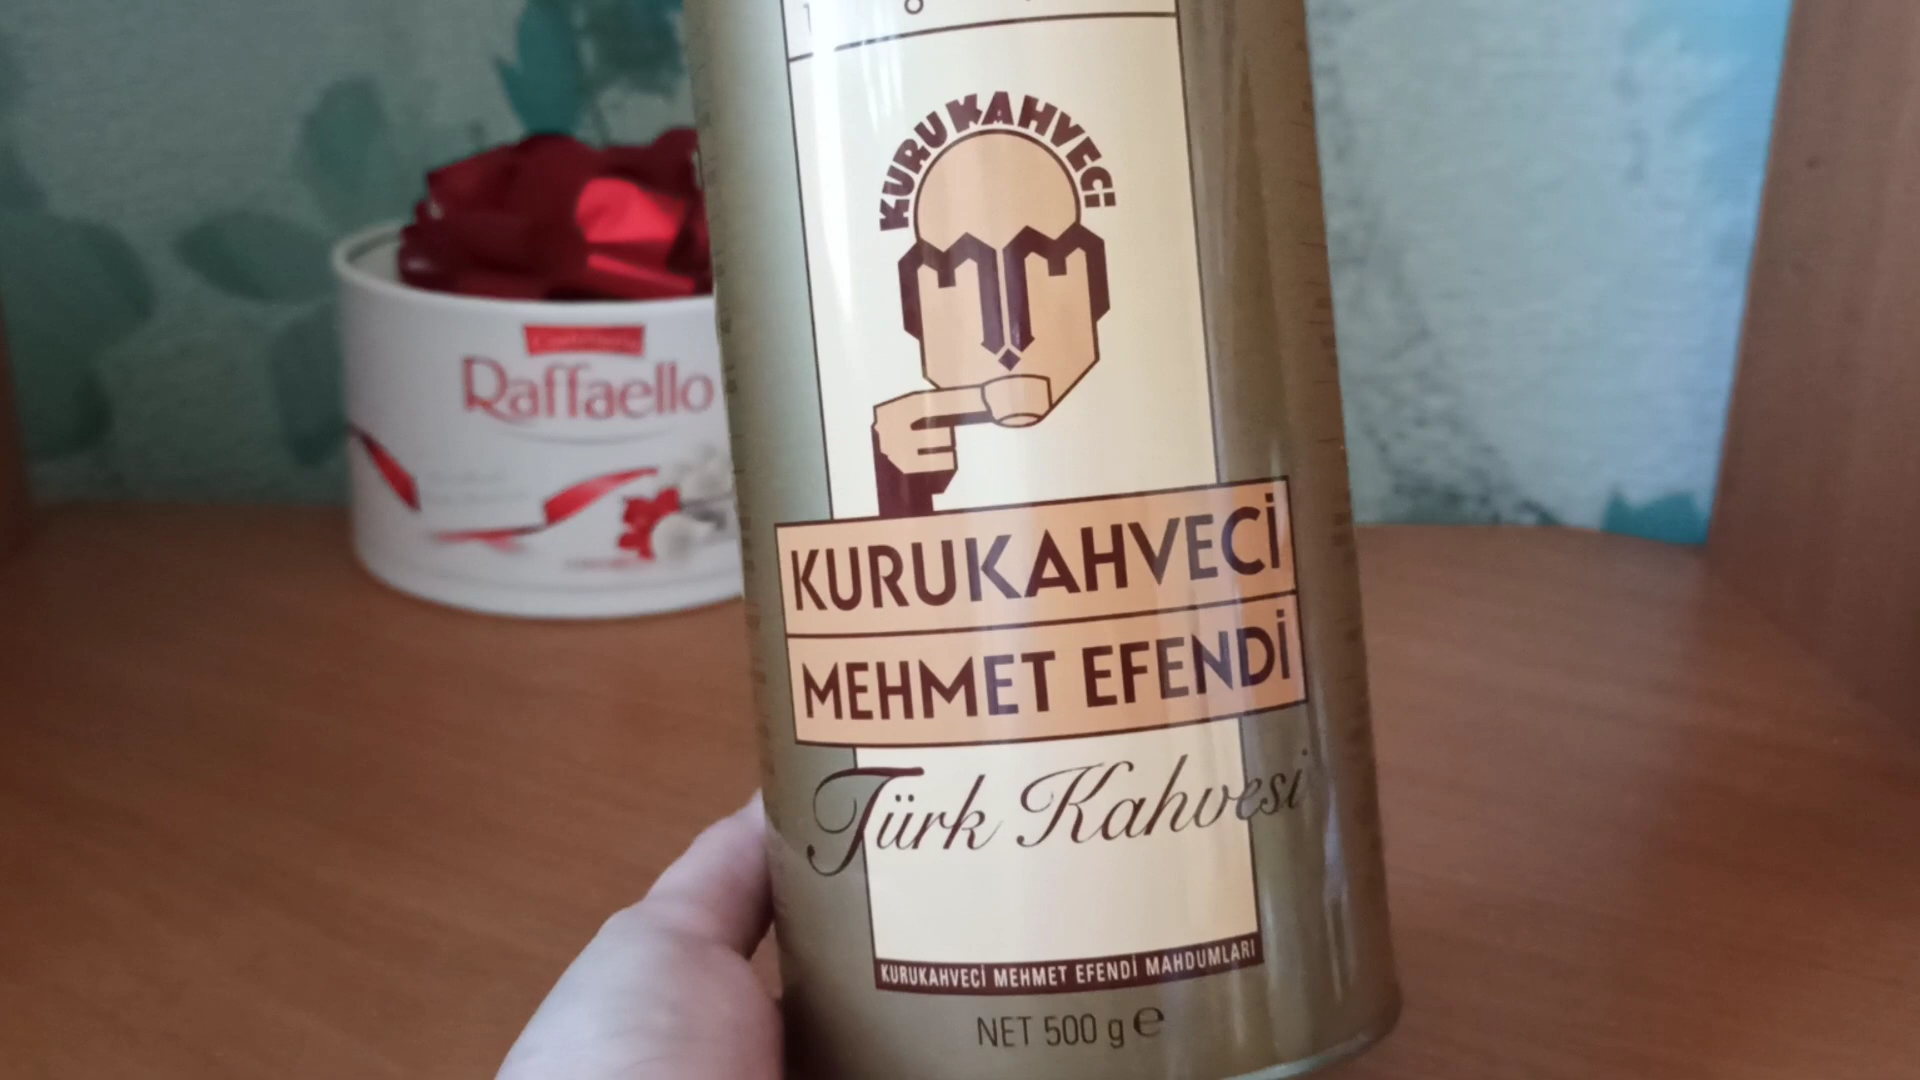 KURUKAHVECİ
KURUKAHVECİ
MEHMET EFENDİ
Türk Kahvesi
KURUKAHVECİ MEHMET EFENDİ MAHDUMLARI
NET 500 g ℮
Raffaello